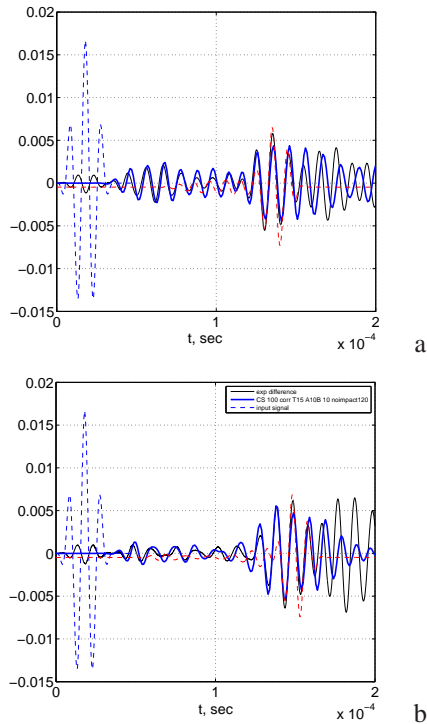 0.02
0.015
0.01
0.005
0
−0.005
−0.01
−0.015
0 1 2
t, sec
x 10⁻⁴
a
0.02
exp difference
CS 100 corr T15 A10B 10 noimpact120
input signal
0.015
0.01
0.005
0
−0.005
−0.01
−0.015
0 1 2
t, sec
x 10⁻⁴
b